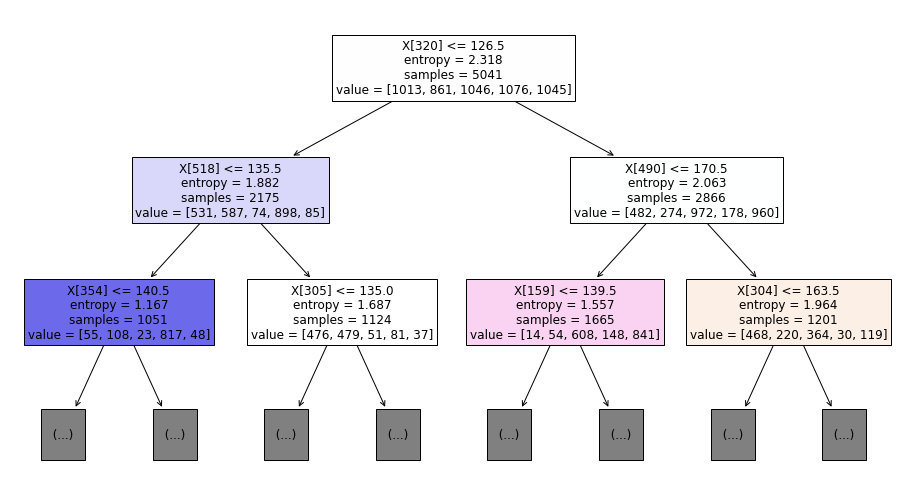 X[320] <= 126.5
entropy = 2.318
samples = 5041
value = [1013, 861, 1046, 1076, 1045]
X[518] <= 135.5
entropy = 1.882
samples = 2175
value = [531, 587, 74, 898, 85]
X[490] <= 170.5
entropy = 2.063
samples = 2866
value = [482, 274, 972, 178, 960]
X[354] <= 140.5
entropy = 1.167
samples = 1051
value = [55, 108, 23, 817, 48]
X[305] <= 135.0
entropy = 1.687
samples = 1124
value = [476, 479, 51, 81, 37]
X[159] <= 139.5
entropy = 1.557
samples = 1665
value = [14, 54, 608, 148, 841]
X[304] <= 163.5
entropy = 1.964
samples = 1201
value = [468, 220, 364, 30, 119]
(...)
(...)
(...)
(...)
(...)
(...)
(...)
(...)